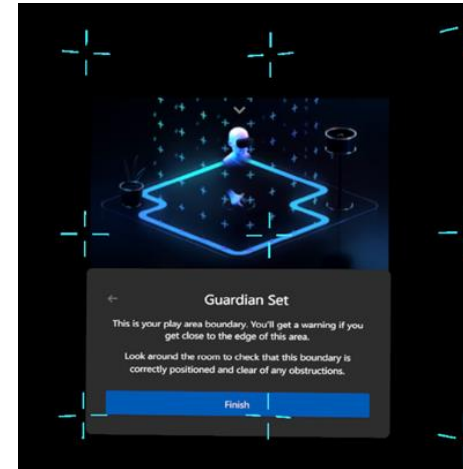 Guardian Set
This is your play area boundary. You'll get a warning if you
get close to the edge of this area.
Look around the room to check that this boundary is
correctly positioned and clear of any obstructions.
Finish